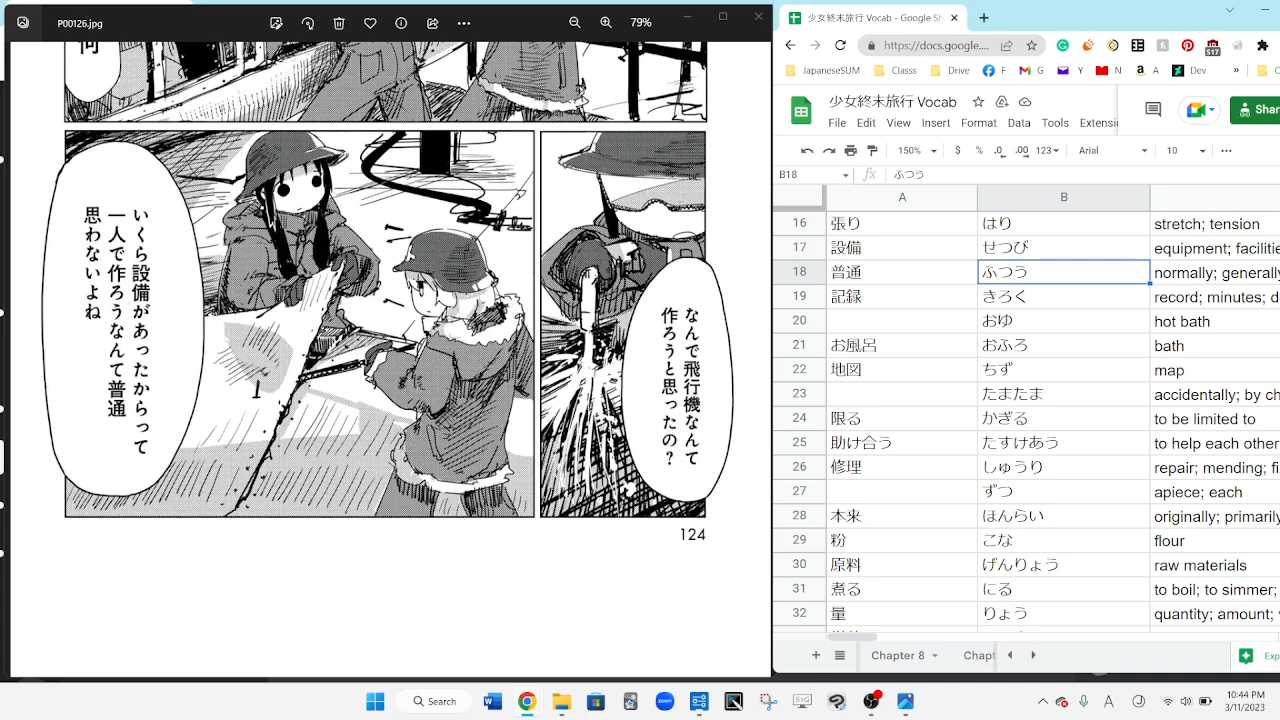 P00126.jpg
79%
何
なんで飛行機なんて
作ろうと思ったの?
いくら設備があったからって
一人で作ろうなんて普通
思わないよね
124
少女終末旅行 Vocab - Google Sh
https://docs.google....
517
JapaneseSUM
Classs
Drive
F
G
Y
N
A
Dev
»
少女終末旅行 Vocab
File Edit View Insert Format Data Tools Extensi
Shar
150%
$ % .0 .00 123
Arial
10
B18
fx ふつう
A B
16 張り はり stretch; tension
17 設備 せつび equipment; facilities
18 普通 ふつう normally; generally
19 記録 きろく record; minutes; d
20 おゆ hot bath
21 お風呂 おふろ bath
22 地図 ちず map
23 たまたま accidentally; by ch
24 限る かぎる to be limited to
25 助け合う たすけあう to help each other
26 修理 しゅうり repair; mending; f
27 ずつ apiece; each
28 本来 ほんらい originally; primarily
29 粉 こな flour
30 原料 げんりょう raw materials
31 煮る にる to boil; to simmer;
32 量 りょう quantity; amount;
Chapter 8
Chapt
Exp
Search
zoom
A
10:44 PM
5/11/2023